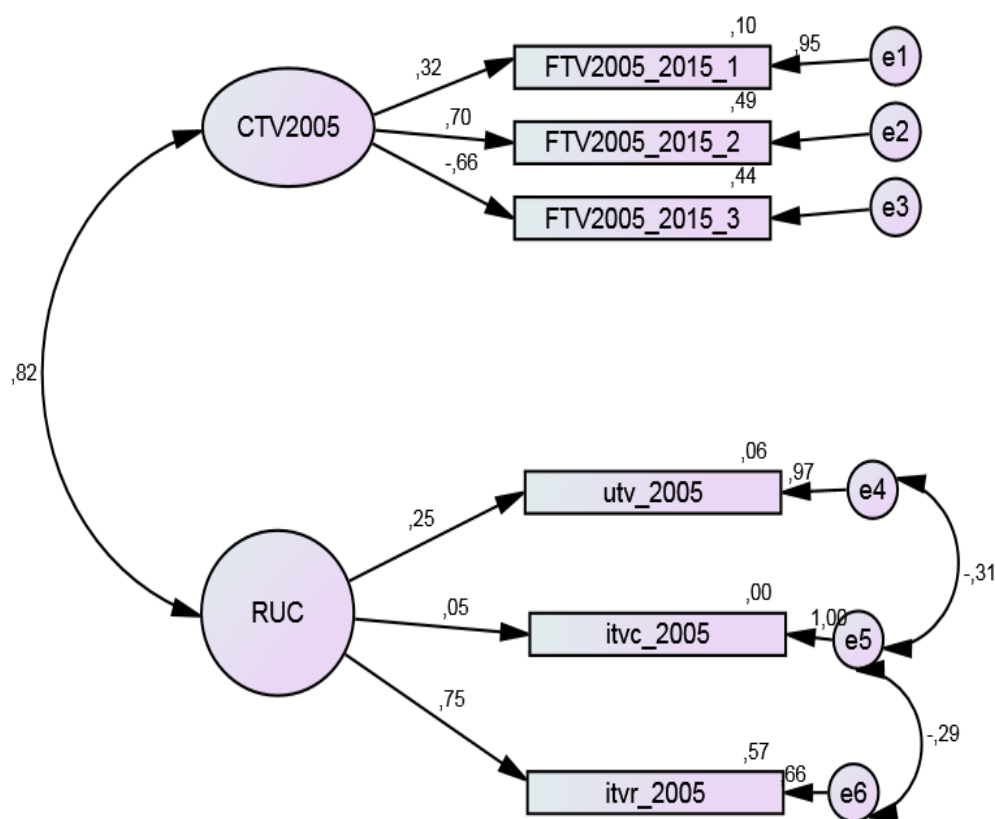 ,10
,95
e1
,32
FTV2005_2015_1
,49
CTV2005
,70
FTV2005_2015_2
e2
-,66
,44
FTV2005_2015_3
e3
,82
,06
,97
utv_2005
e4
,25
-,31
,00
RUC
,05
itvc_2005
1,00
e5
,75
-,29
,57
,66
itvr_2005
e6